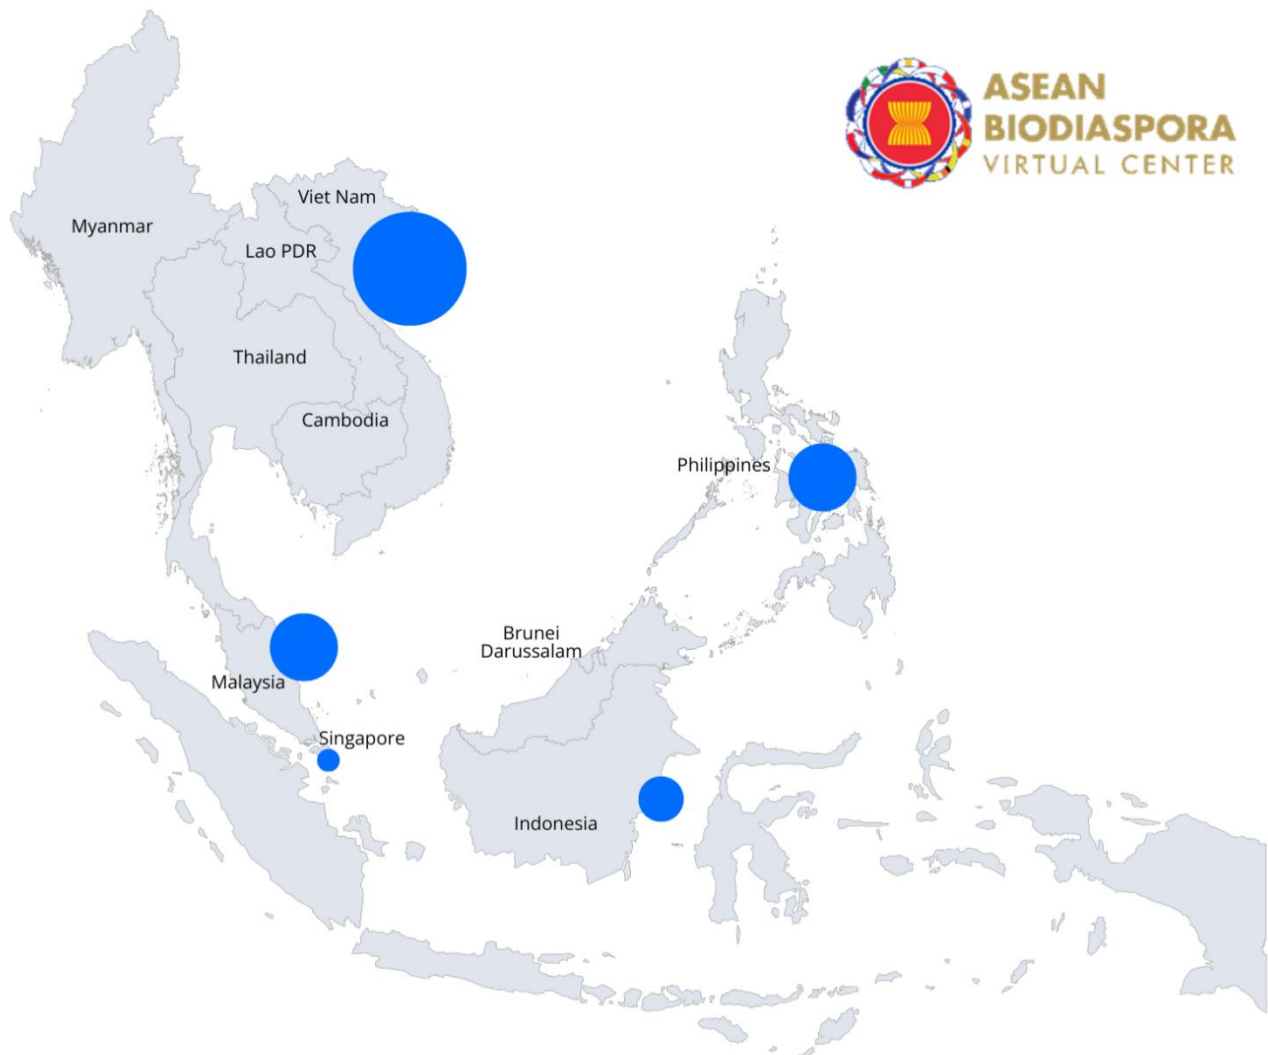 ASEAN
BIODIASPORA
VIRTUAL CENTER
Viet Nam
Myanmar
Lao PDR
Thailand
Cambodia
Philippines
Brunei
Darussalam
Malaysia
Singapore
Indonesia